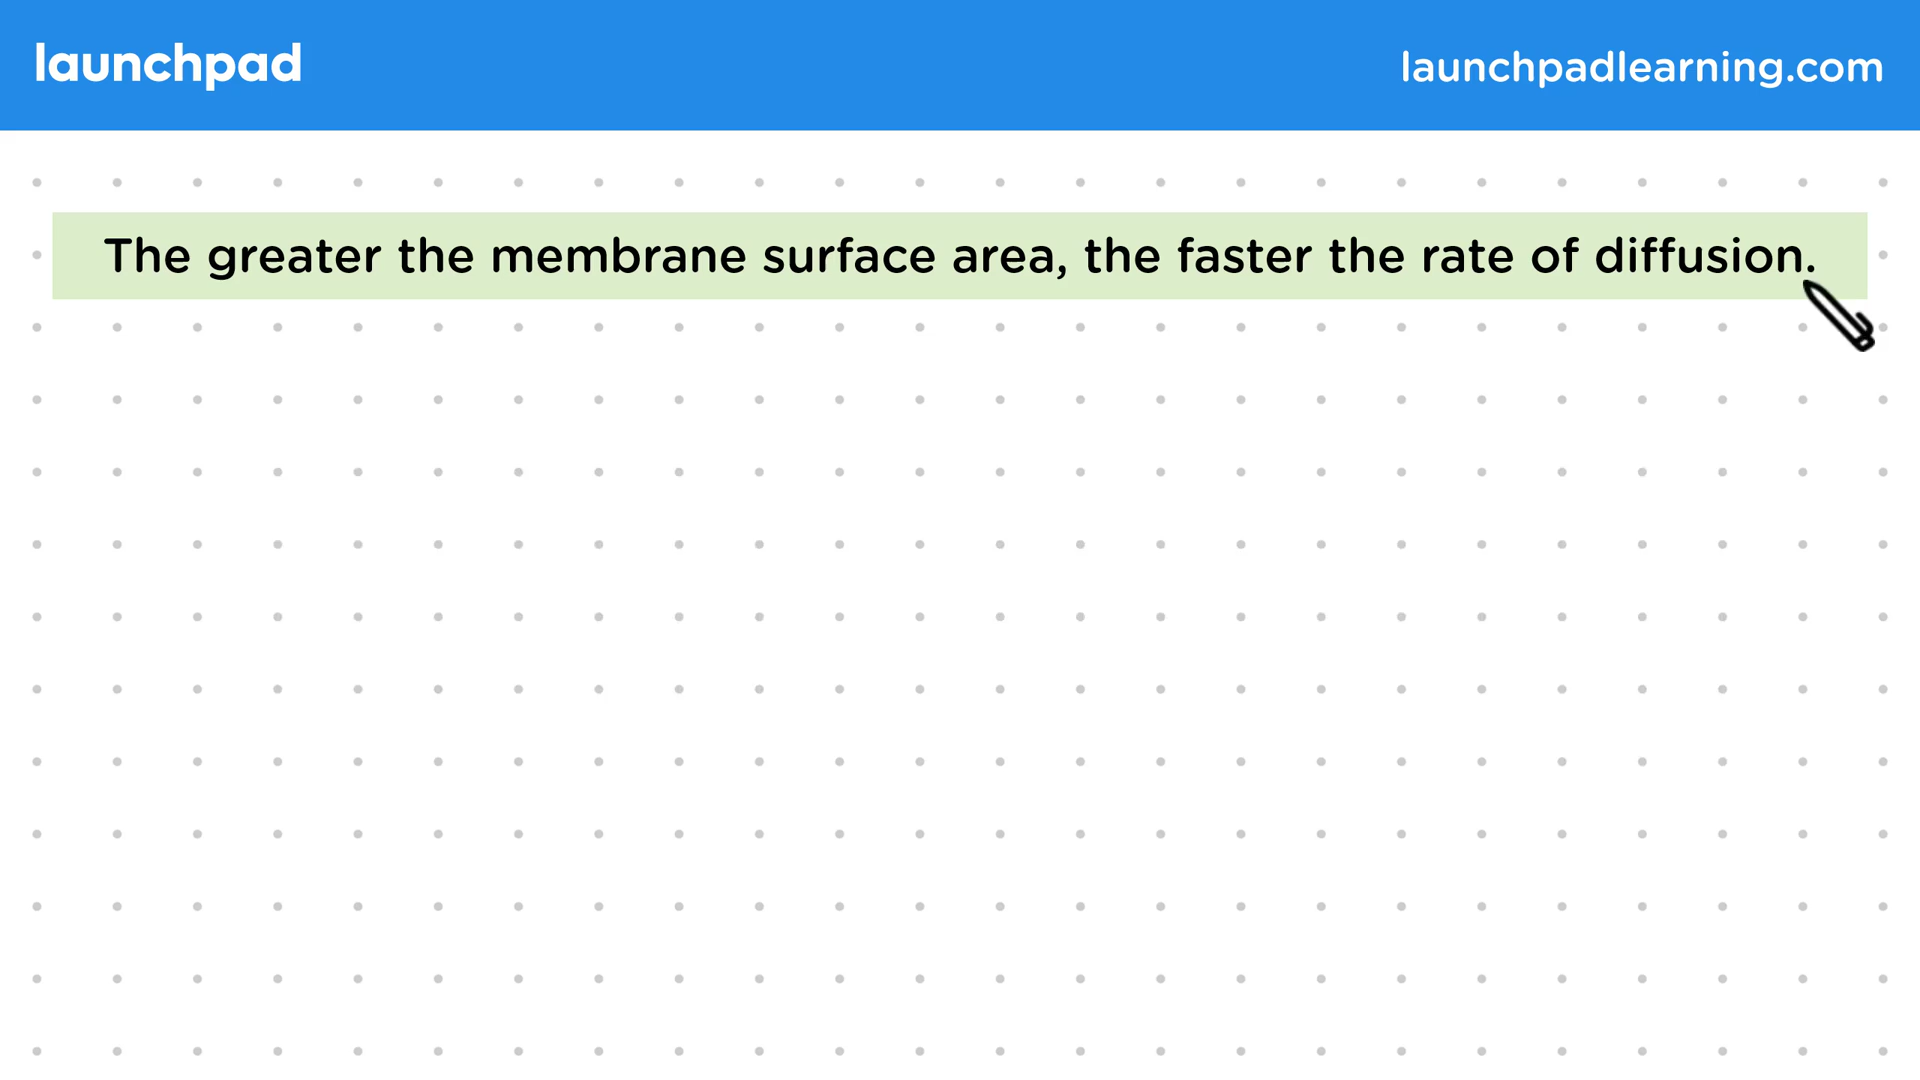 launchpad
launchpadlearning.com
The greater the membrane surface area, the faster the rate of diffusion.